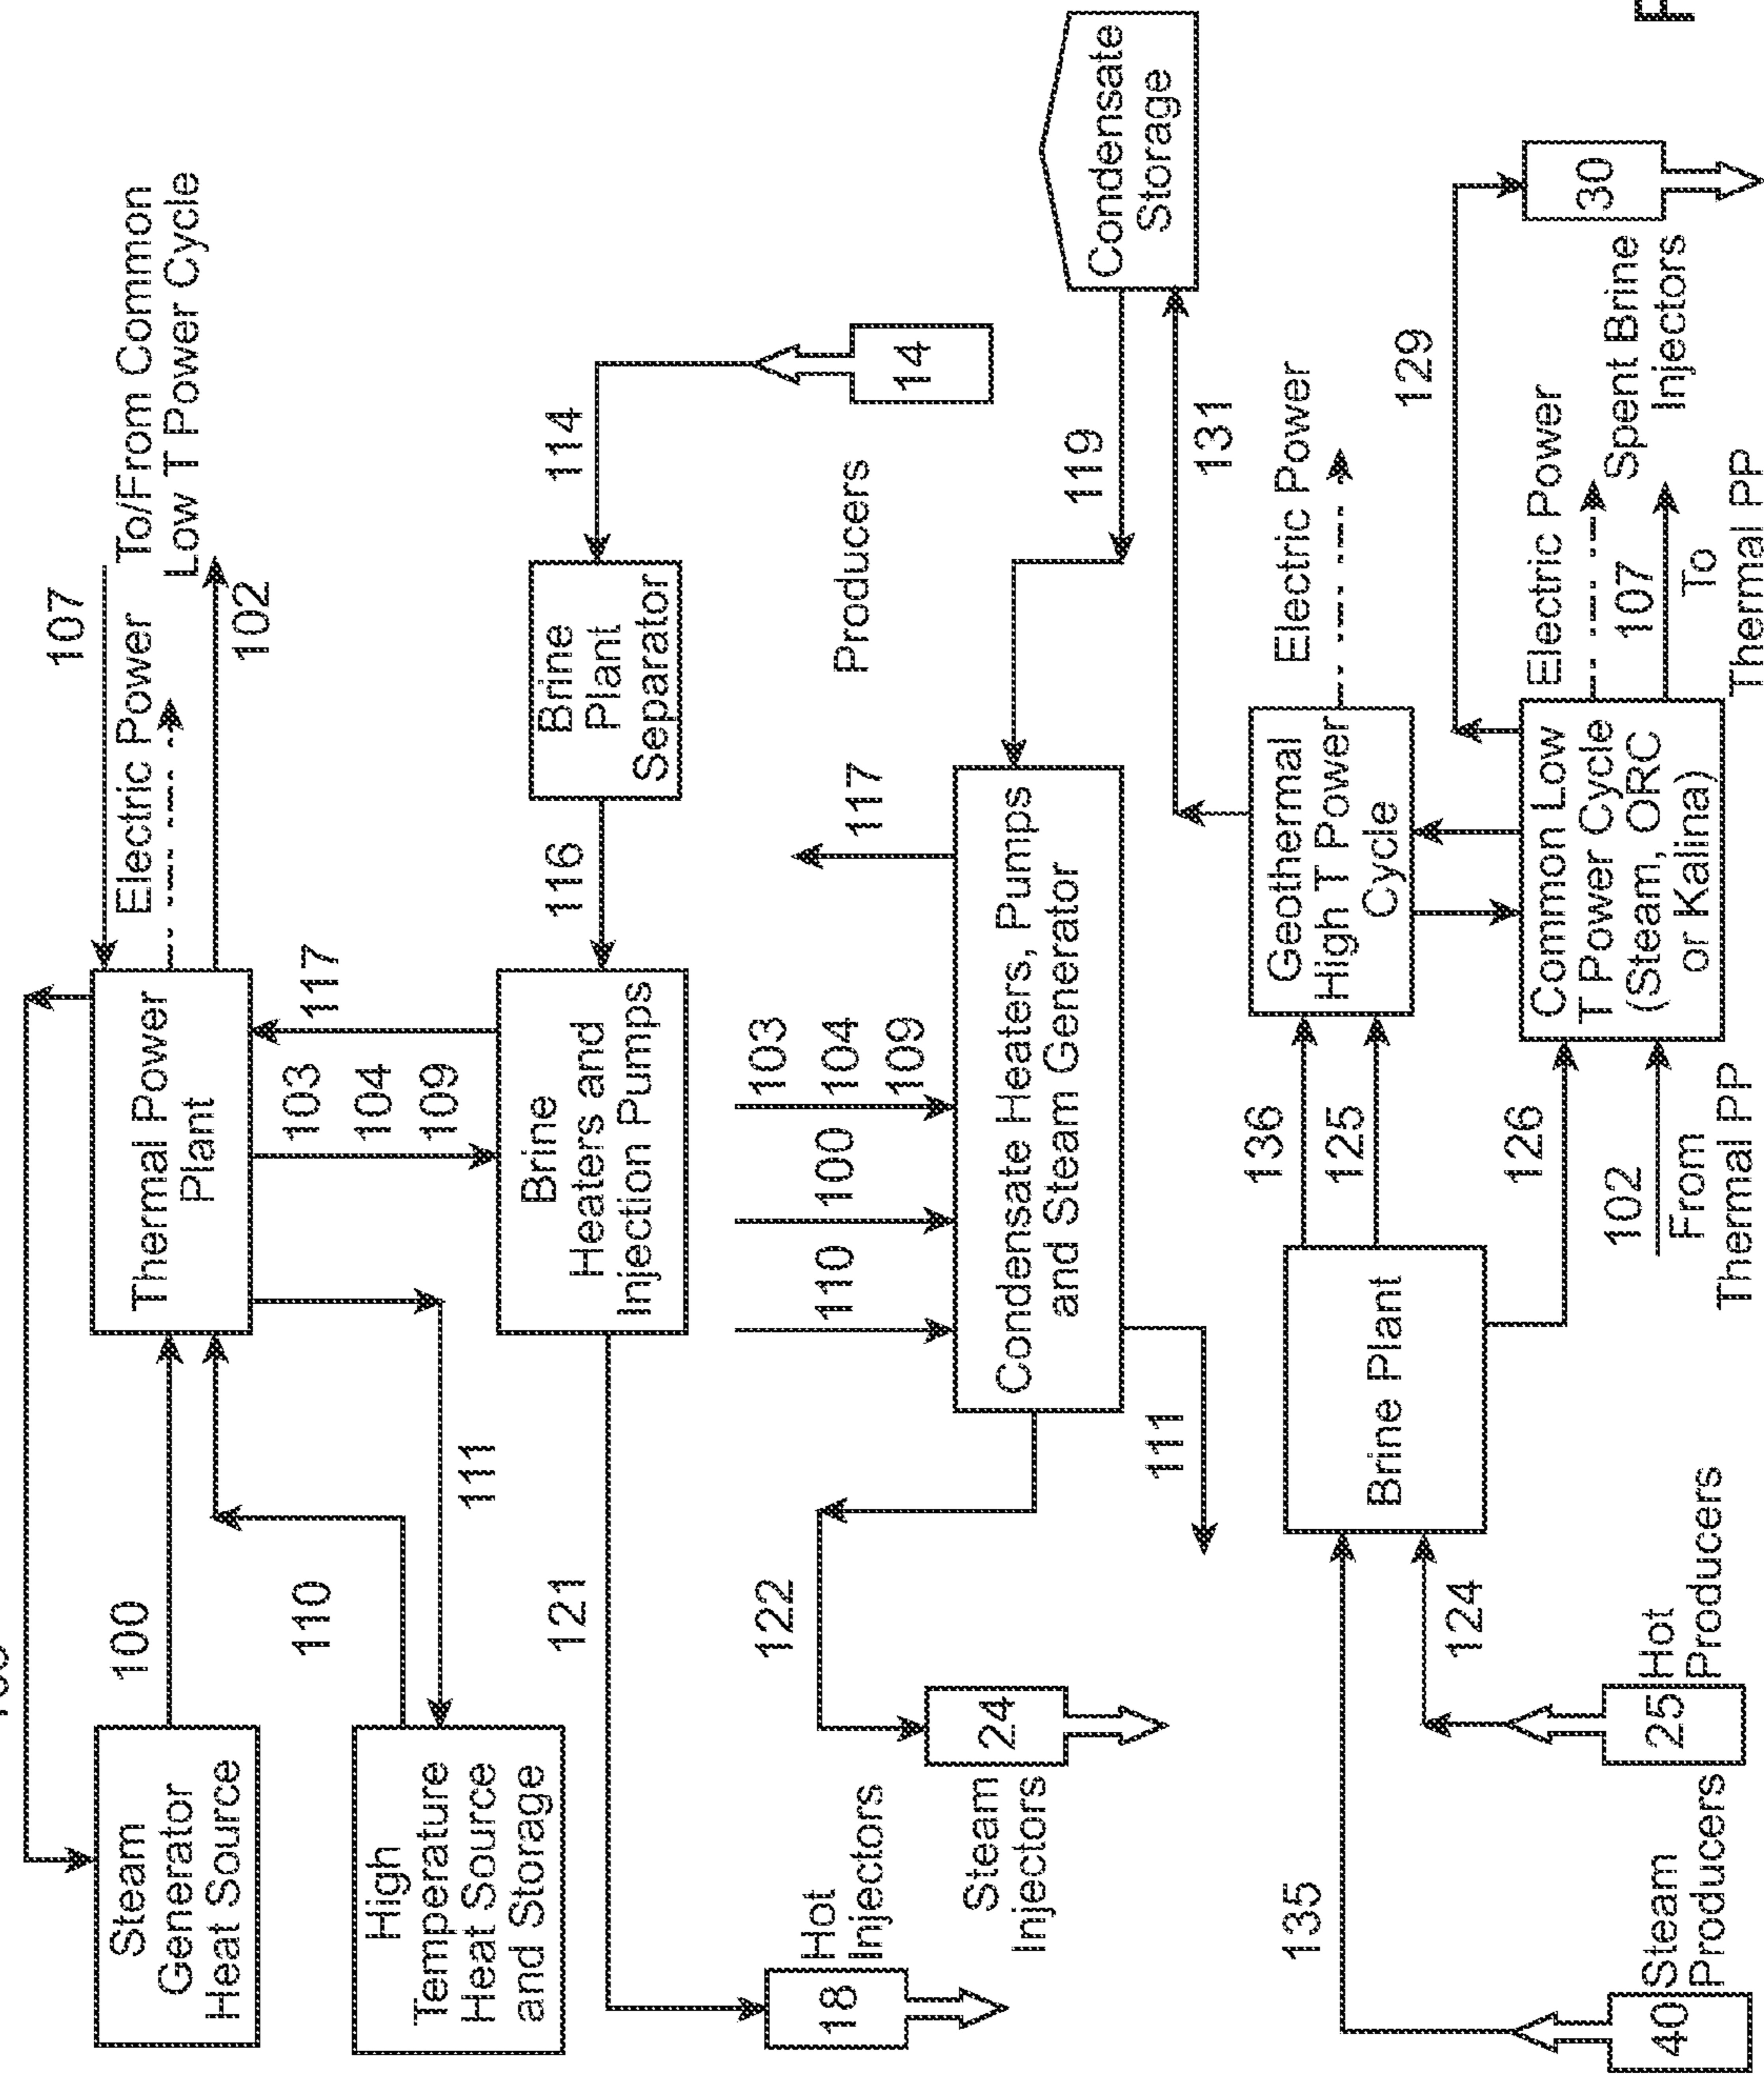 107
To/From Common
Low T Power Cycle
Electric Power
102
Steam
Generator
Heat Source
100
Thermal Power
Plant
110
111
High
Temperature
Heat Source
and Storage
103
104
109
117
Brine
Heaters and
Injection Pumps
116
Brine
Plant
Separator
114
14
Producers
121
18
Hot
Injectors
122
24
Steam
Injectors
110
100
103
104
109
117
Condensate Heaters, Pumps
and Steam Generator
111
119
Condensate
Storage
131
135
40
Steam
Producers
124
25
Hot
Producers
Brine Plant
136
125
126
102
From
Thermal PP
Geothermal
High T Power
Cycle
Electric Power
Common Low
T Power Cycle
(Steam, ORC
or Kalina)
Electric Power
107
To
Thermal PP
129
30
Spent Brine
Injectors